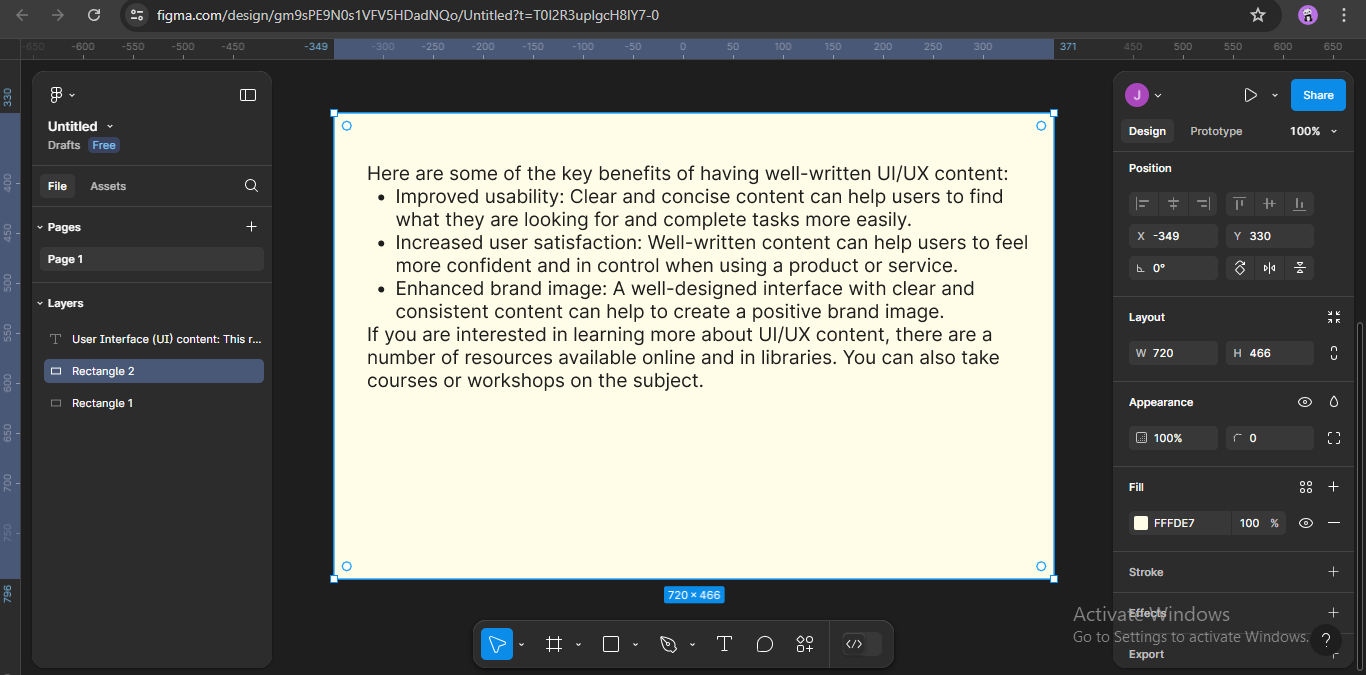 figma.com/design/gm9sPE9N0s1VFV5HDadNQo/Untitled?t=T0I2R3uplgcH8IY7-0
-650 -600 -550 -500 -450 -349 -300 -250 -200 -150 -100 -50 0 50 100 150 200 250 300 371 450 500 550 600 650
330
400
450
500
550
600
650
700
750
796
Untitled
Drafts Free
File Assets
Pages
Page 1
Layers
User Interface (UI) content: This r...
Rectangle 2
Rectangle 1
Here are some of the key benefits of having well-written UI/UX content:
• Improved usability: Clear and concise content can help users to find
what they are looking for and complete tasks more easily.
• Increased user satisfaction: Well-written content can help users to feel
more confident and in control when using a product or service.
• Enhanced brand image: A well-designed interface with clear and
consistent content can help to create a positive brand image.
If you are interested in learning more about UI/UX content, there are a
number of resources available online and in libraries. You can also take
courses or workshops on the subject.
720 × 466
J
Share
Design Prototype 100%
Position
X -349 Y 330
0°
Layout
W 720 H 466
Appearance
100% 0
Fill
FFFDE7 100 %
Stroke
Effects
Export
Activate Windows
Go to Settings to activate Windows.
?